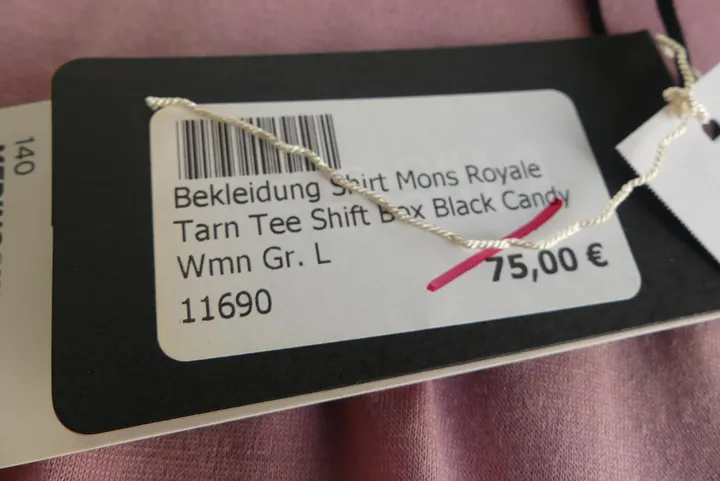 Bekleidung Shirt Mons Royale
Tarn Tee Shift Box Black Candy
Wmn Gr. L
75,00 €
11690
140